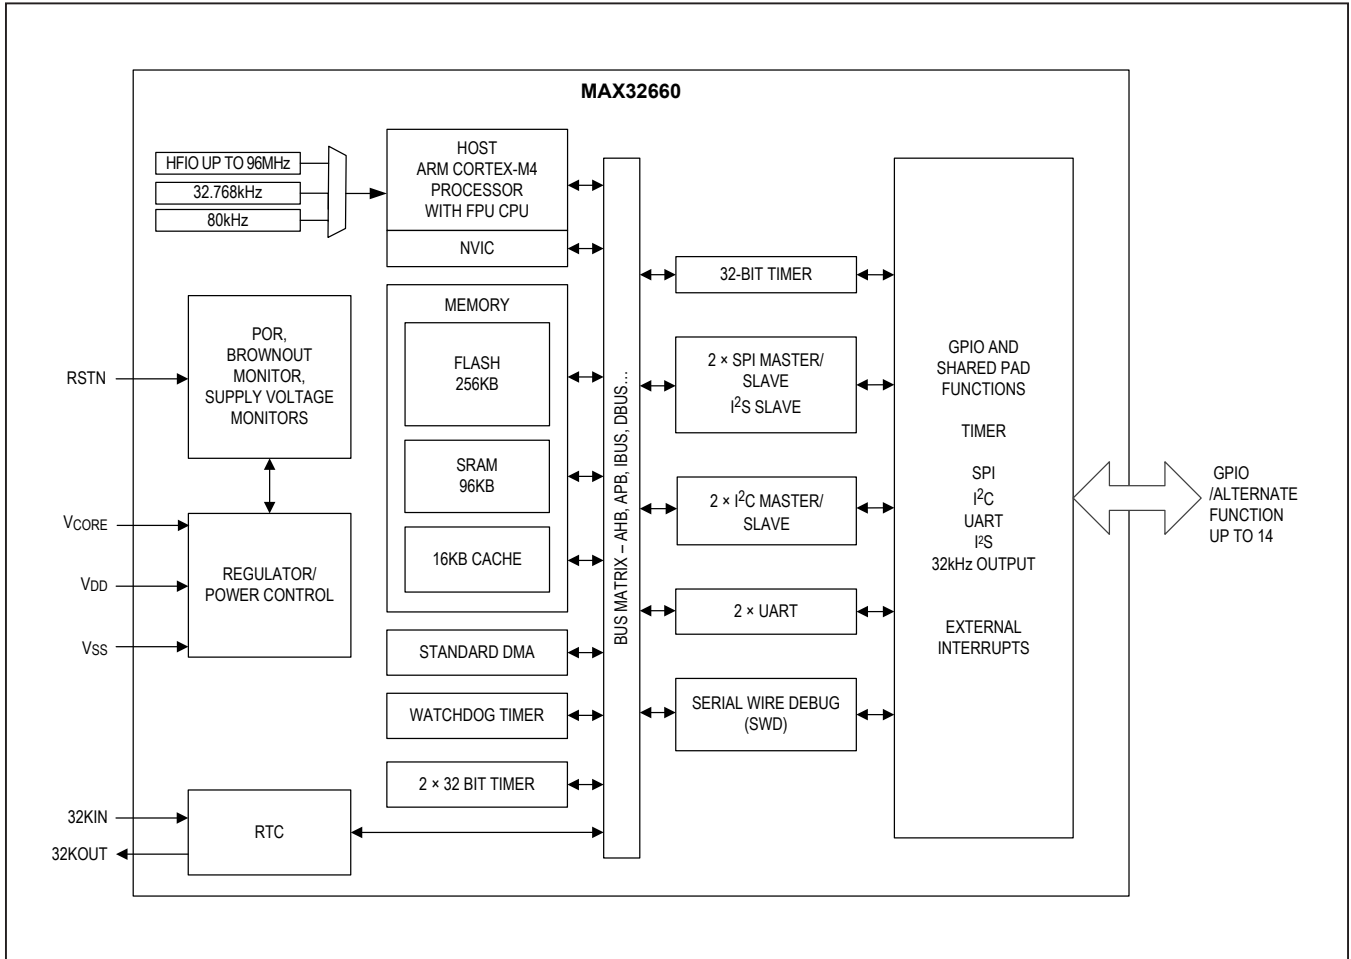 MAX32660
HFIO UP TO 96MHz
32.768kHz
80kHz
HOST
ARM CORTEX-M4
PROCESSOR
WITH FPU CPU
NVIC
MEMORY
FLASH
256KB
SRAM
96KB
16KB CACHE
STANDARD DMA
WATCHDOG TIMER
2 × 32 BIT TIMER
RSTN
POR,
BROWNOUT
MONITOR,
SUPPLY VOLTAGE
MONITORS
VCORE
VDD
VSS
REGULATOR/
POWER CONTROL
32KIN
32KOUT
RTC
BUS MATRIX – AHB, APB, IBUS, DBUS…
32-BIT TIMER
2 × SPI MASTER/
SLAVE
I2S SLAVE
2 × I2C MASTER/
SLAVE
2 × UART
SERIAL WIRE DEBUG
(SWD)
GPIO AND
SHARED PAD
FUNCTIONS
TIMER
SPI
I2C
UART
I2S
32kHz OUTPUT
EXTERNAL
INTERRUPTS
GPIO
/ALTERNATE
FUNCTION
UP TO 14